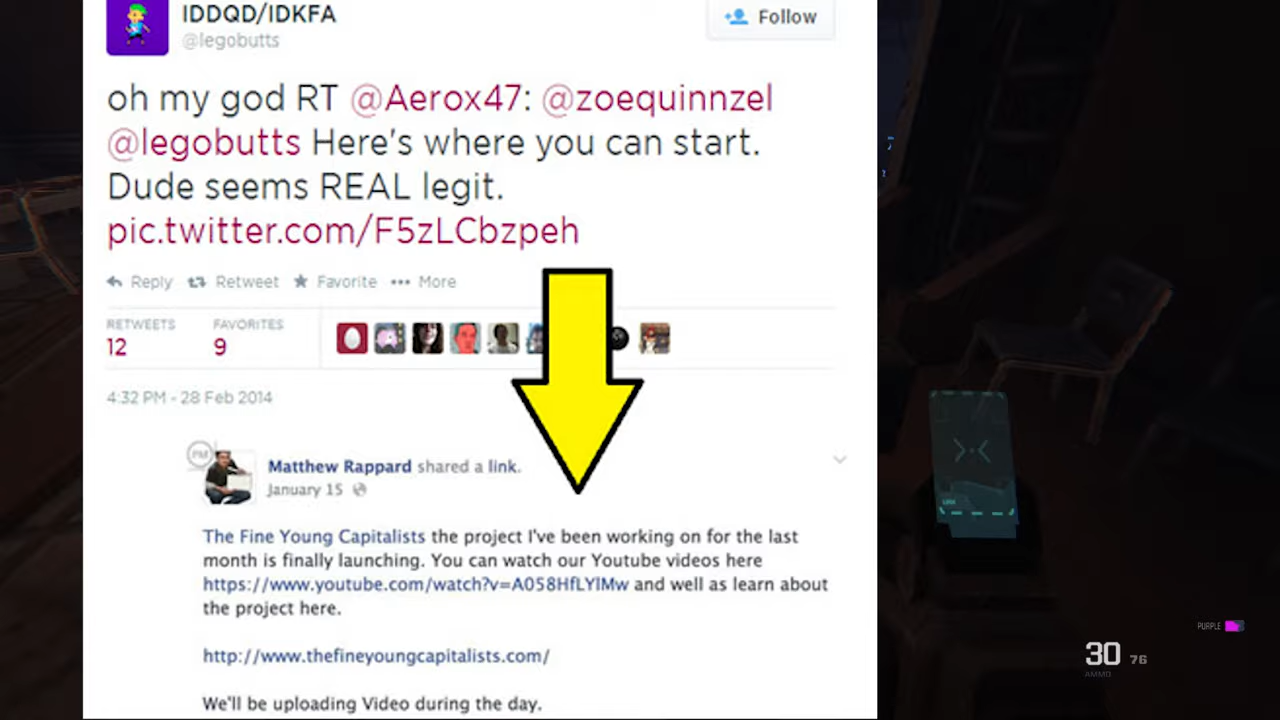 IDDQD/IDKFA
@legobutts
Follow
oh my god RT @Aerox47: @zoequinnzel
@legobutts Here's where you can start.
Dude seems REAL legit.
pic.twitter.com/F5zLCbzpeh
Reply Retweet Favorite More
RETWEETS FAVORITES
12 9
4:32 PM - 28 Feb 2014
PM
Matthew Rappard shared a link.
January 15
The Fine Young Capitalists the project I've been working on for the last
month is finally launching. You can watch our Youtube videos here
https://www.youtube.com/watch?v=A058HfLYlMw and well as learn about
the project here.
http://www.thefineyoungcapitalists.com/
We'll be uploading Video during the day.
PURPLE
30 76
AMMO